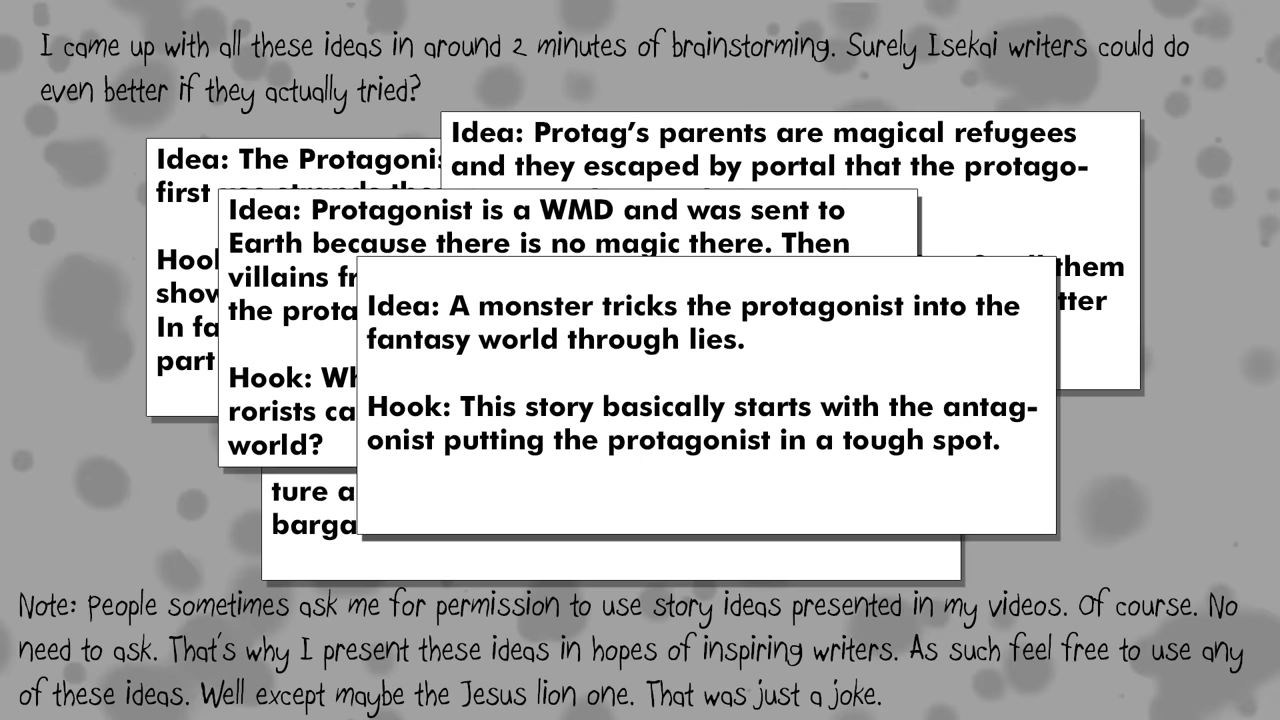 I came up with all these ideas in around 2 minutes of brainstorming. Surely Isekai writers could do
even better if they actually tried?
Idea: Protag's parents are magical refugees
and they escaped by portal that the protago-
them
tter
Idea: The Protagonis
first
Hook
show
In fa
part
Idea: Protagonist is a WMD and was sent to
Earth because there is no magic there. Then
villains fr
the prota
Hook: Wh
rorists ca
world?
Idea: A monster tricks the protagonist into the
fantasy world through lies.
Hook: This story basically starts with the antag-
onist putting the protagonist in a tough spot.
ture a
barga
Note: People sometimes ask me for permission to use story ideas presented in my videos. Of course. No
need to ask. That's why I present these ideas in hopes of inspiring writers. As such feel free to use any
of these ideas. Well except maybe the Jesus lion one. That was just a joke.